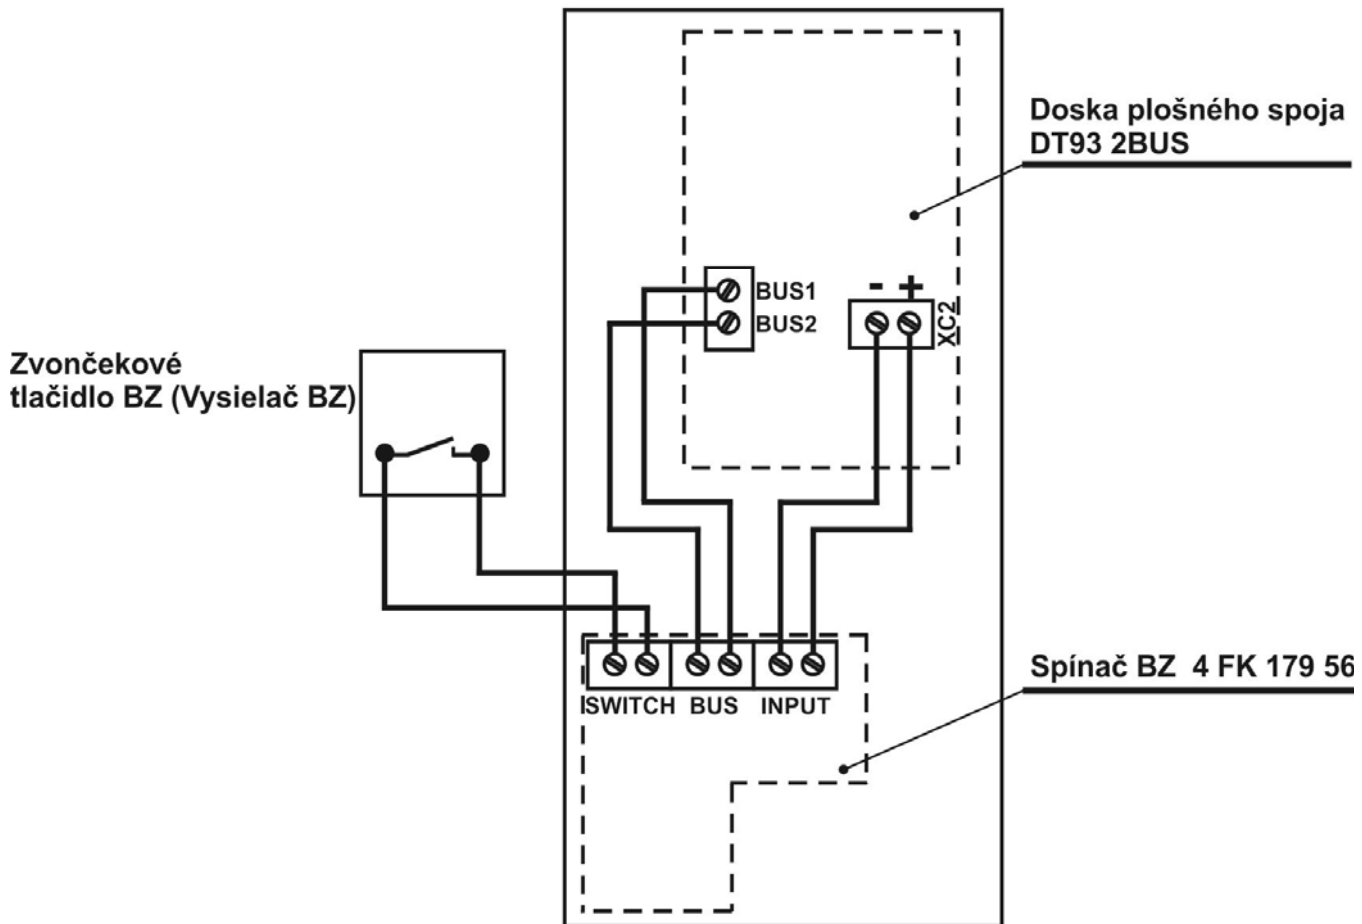 Doska plošného spoja
DT93 2BUS
BUS1
BUS2
- +
XC2
Zvončekové
tlačidlo BZ (Vysielač BZ)
Spínač BZ 4 FK 179 56
SWITCH BUS INPUT